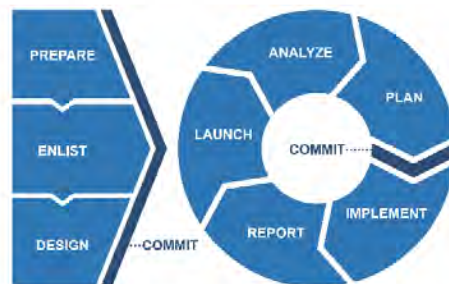 PREPARE
ENLIST
DESIGN
COMMIT
ANALYZE
PLAN
LAUNCH
COMMIT
IMPLEMENT
REPORT